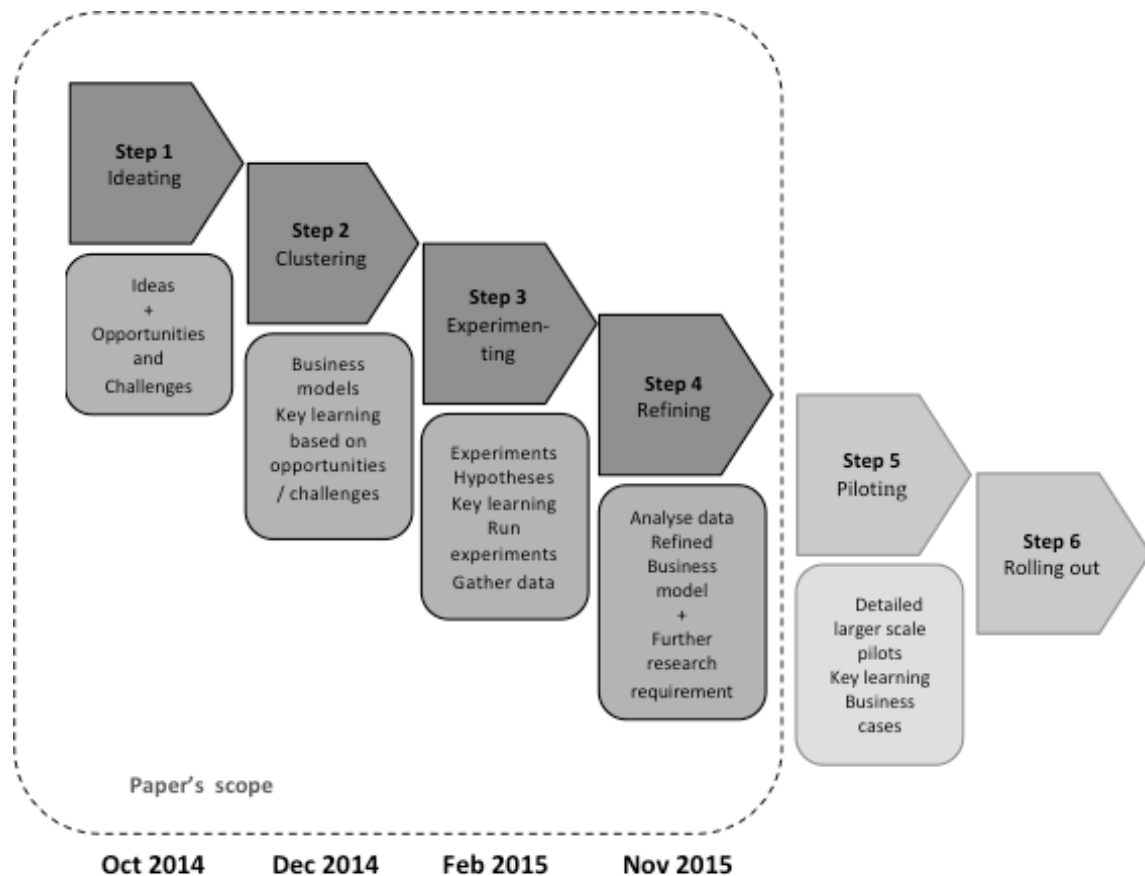 Step 1
Ideating
Ideas
+
Opportunities
and
Challenges
Step 2
Clustering
Business
models
Key learning
based on
opportunities
/ challenges
Step 3
Experimen-
ting
Experiments
Hypotheses
Key learning
Run
experiments
Gather data
Step 4
Refining
Analyse data
Refined
Business
model
+
Further
research
requirement
Step 5
Piloting
Detailed
larger scale
pilots
Key learning
Business
cases
Step 6
Rolling out
Paper's scope
Oct 2014
Dec 2014
Feb 2015
Nov 2015